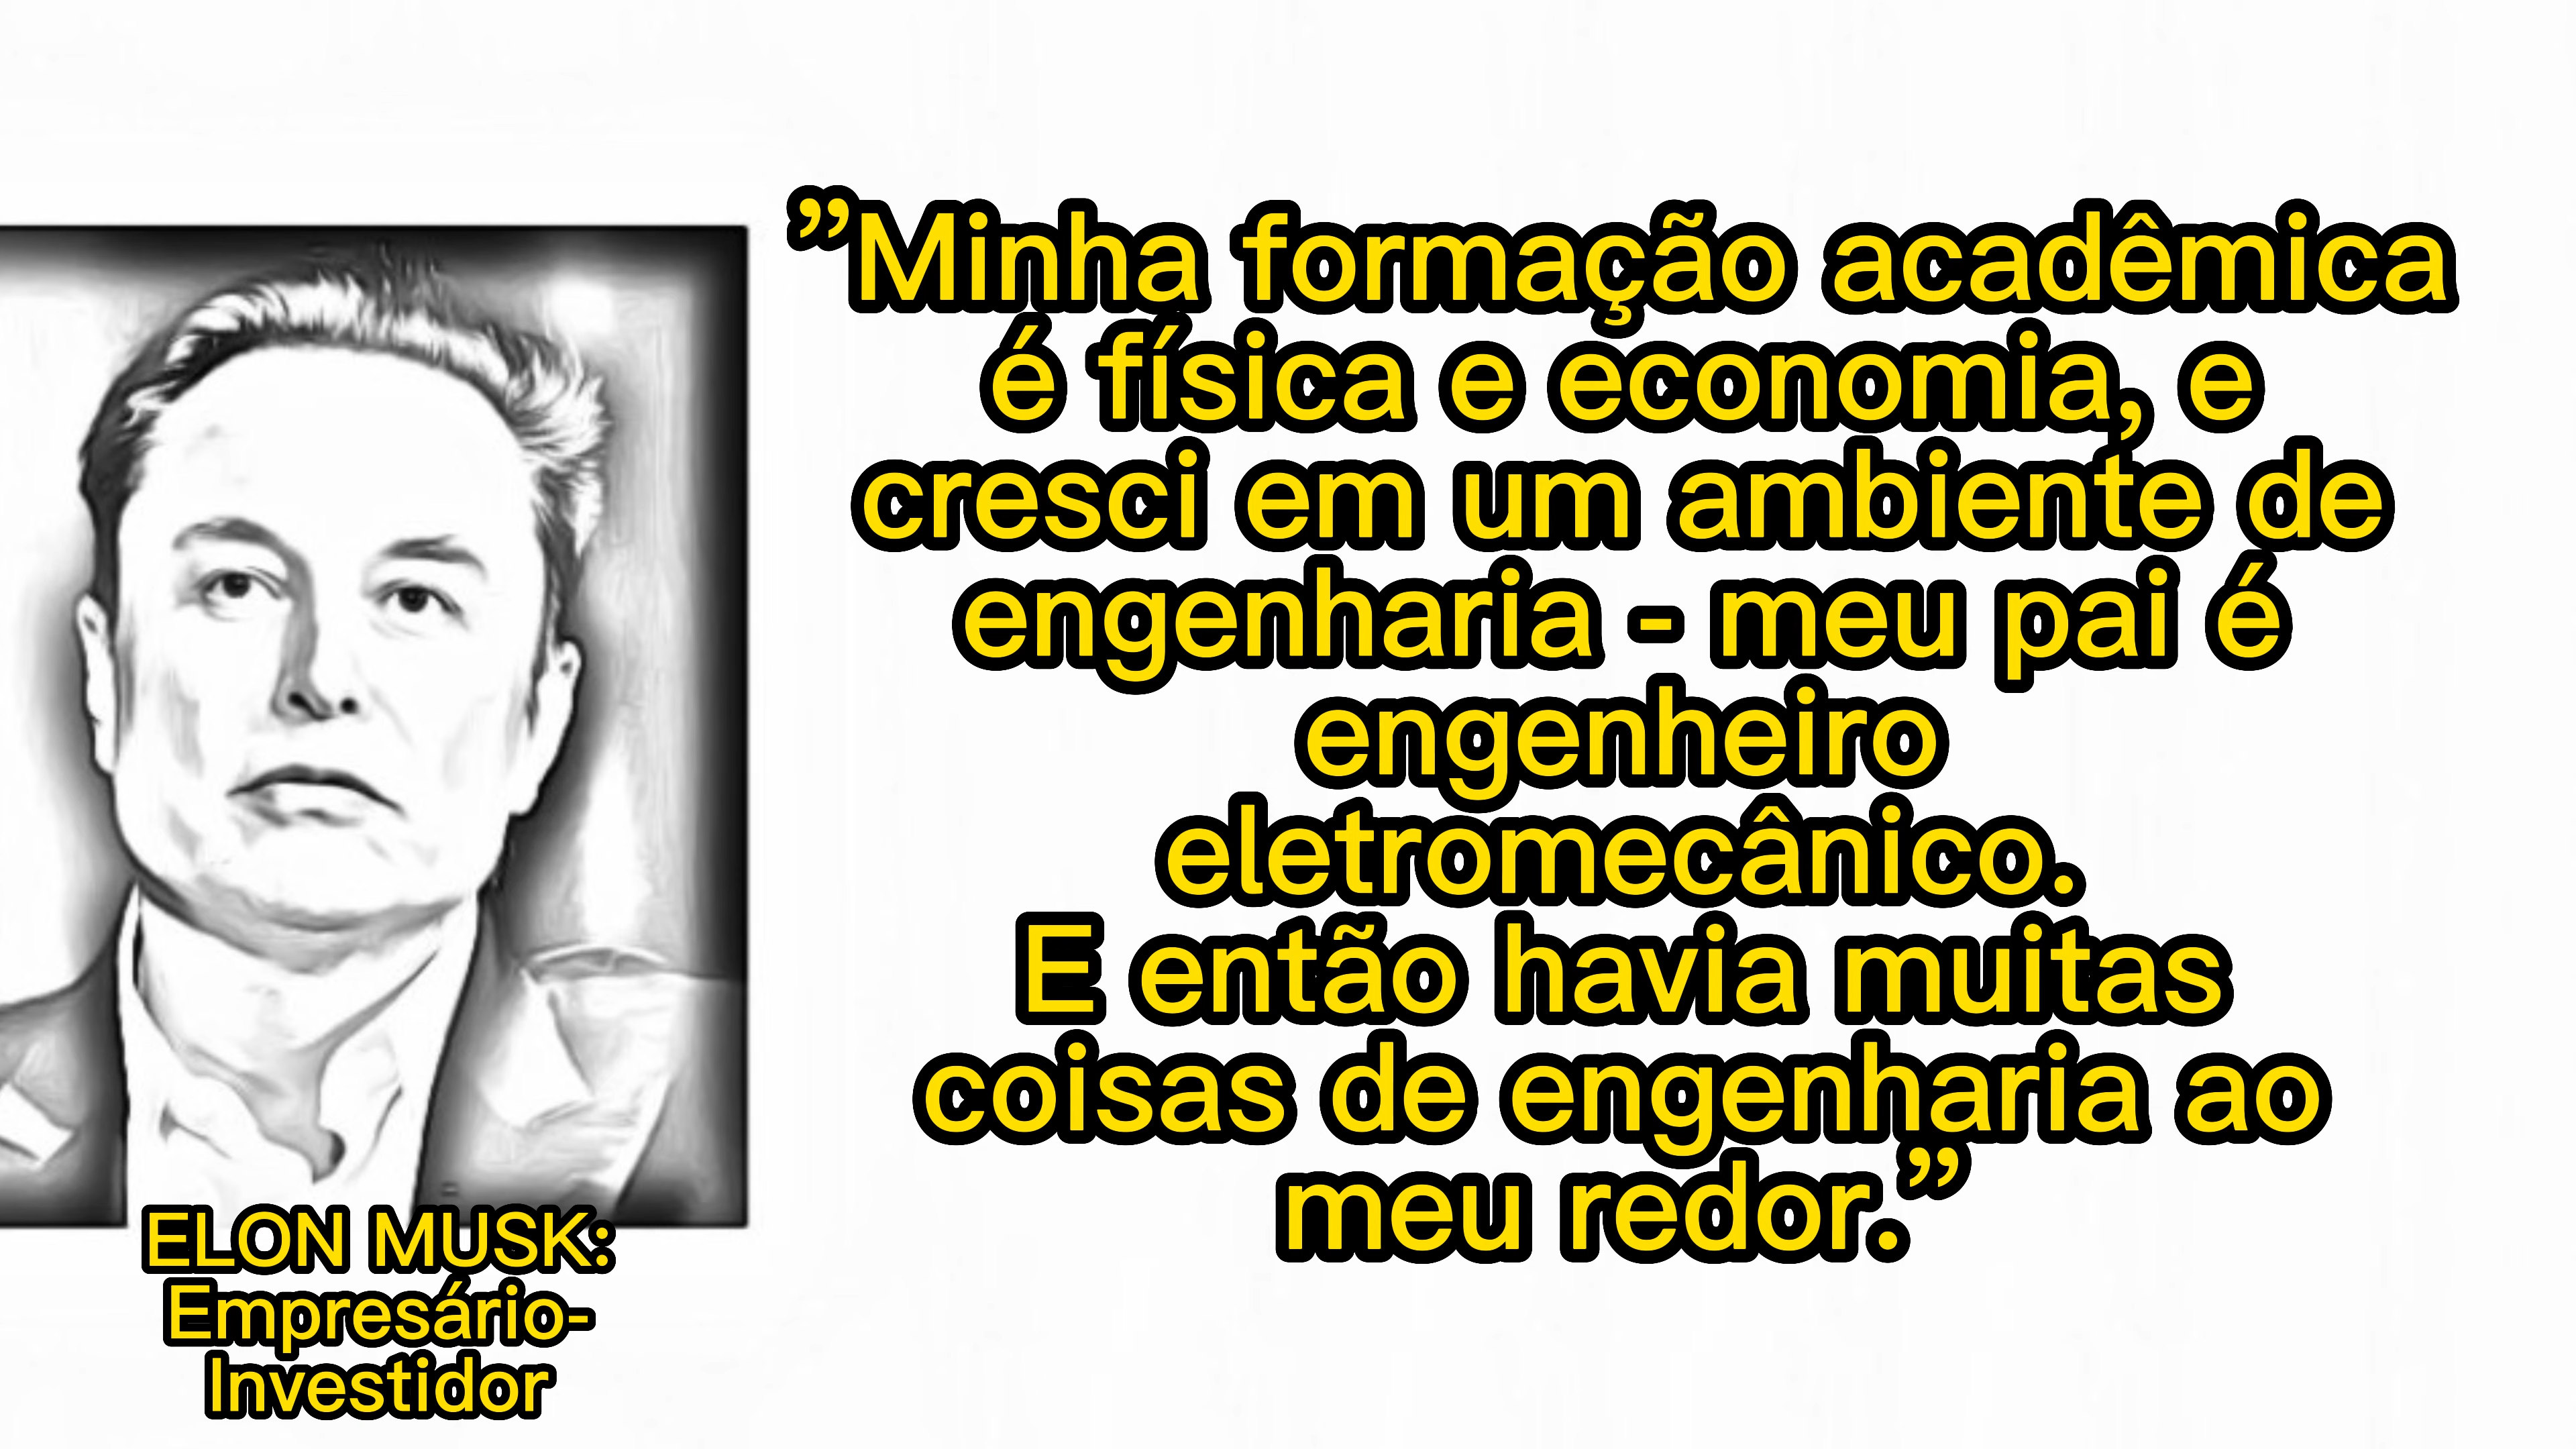 ”Minha formação acadêmica
é física e economia, e
cresci em um ambiente de
engenharia - meu pai é
engenheiro
eletromecânico.
E então havia muitas
coisas de engenharia ao
meu redor.”
ELON MUSK:
Empresário-
Investidor